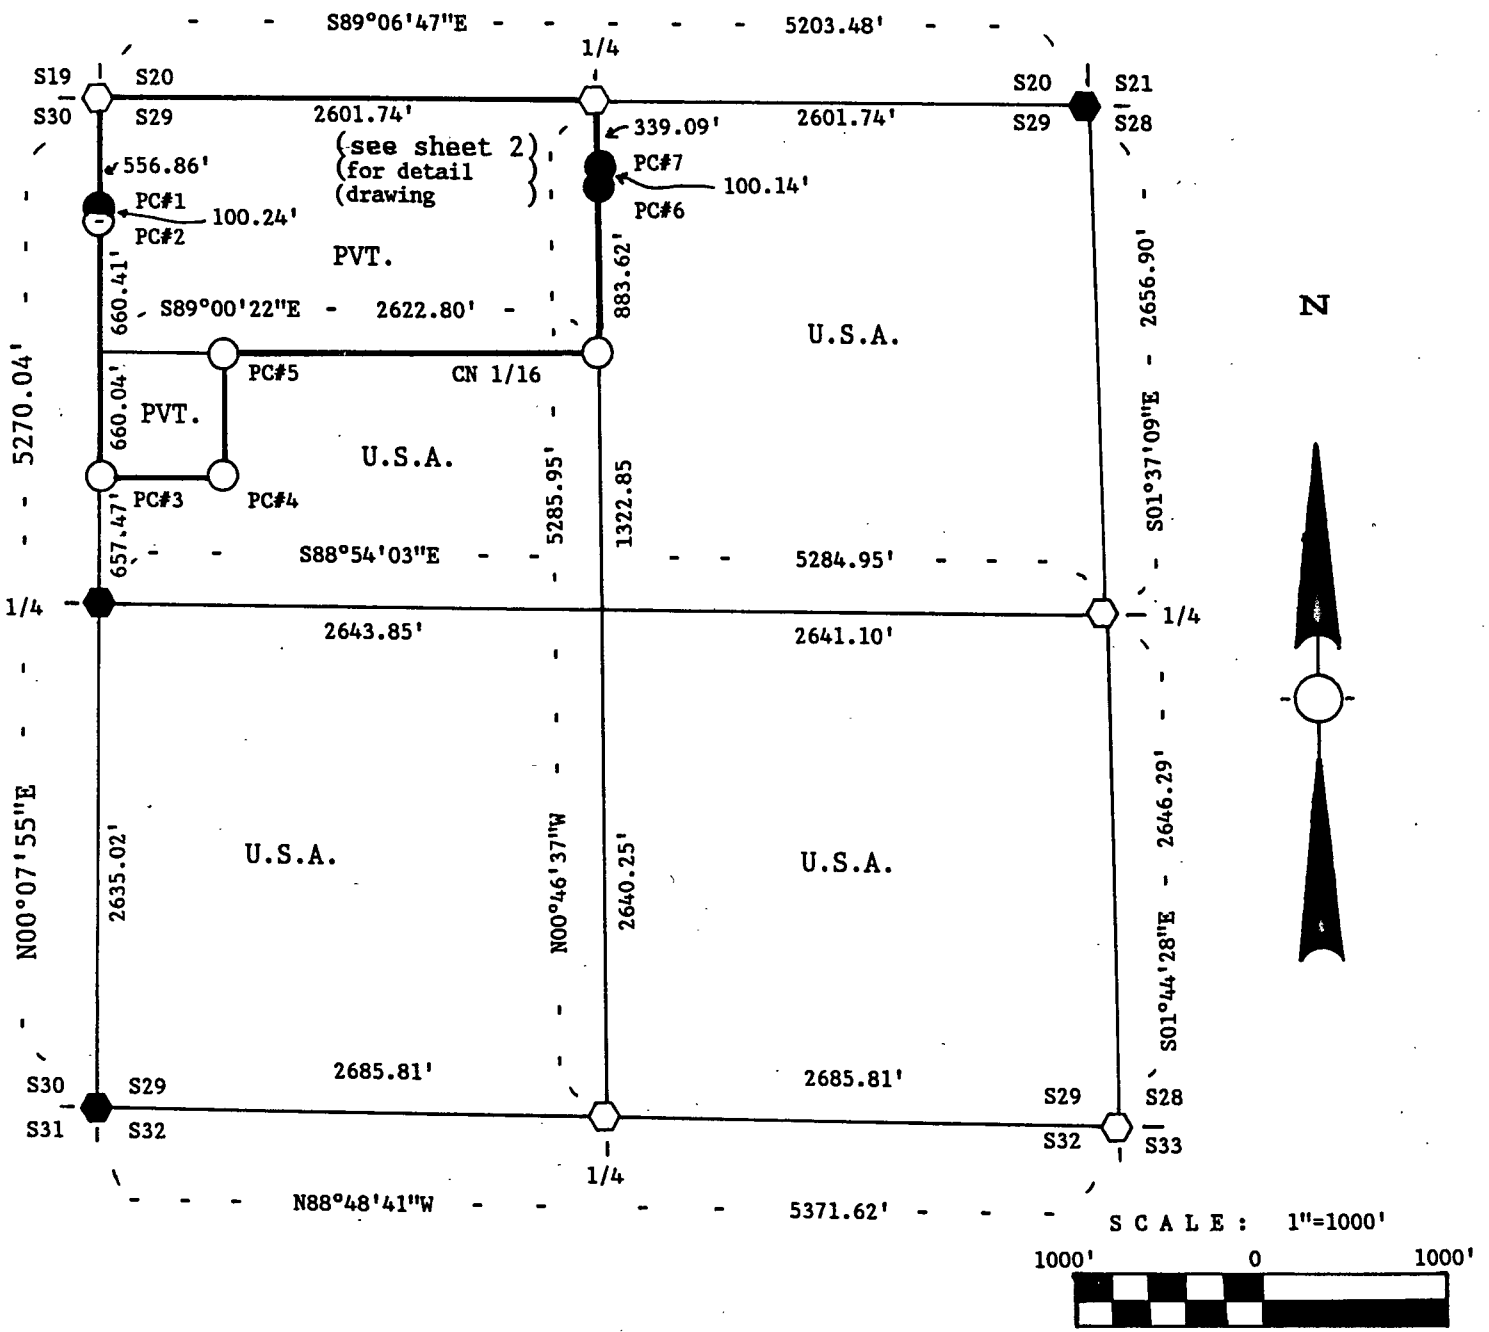 S89°06'47"E - - - - - 5203.48' - -
1/4
S19 S20
S20 S21
S30 S29
2601.74'
2601.74'
S29 S28
339.09'
(see sheet 2)
(for detail )
(drawing )
556.86'
PC#7
100.14'
PC#6
PC#1
100.24'
PC#2
PVT.
660.41'
883.62'
2656.90'
N
S89°00'22"E - 2622.80' -
U.S.A.
PC#5
CN 1/16
5270.04'
660.04'
PVT.
U.S.A.
S01°37'09"E
PC#3
PC#4
657.47'
5285.95'
1322.85
S88°54'03"E
5284.95'
1/4
1/4
2643.85'
2641.10'
N00°07'55"E
2635.02'
U.S.A.
N00°46'37"W
2640.25'
U.S.A.
2646.29'
S01°44'28"E
2685.81'
2685.81'
S30 S29
S29 S28
S31 S32
S32 S33
1/4
N88°48'41"W - - - - 5371.62' - - -
SCALE: 1"=1000'
1000' 0 1000'